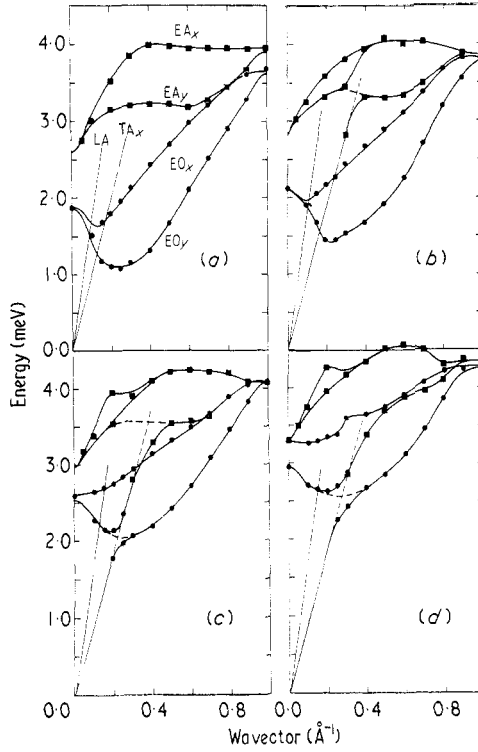 4·0
3·0
2·0
1·0
0·0
EAx
EAy
LA
TAx
EOx
EOy
(a)
(b)
Energy (meV)
4·0
3·0
2·0
1·0
(c)
(d)
0·0 0·4 0·8
0·0 0·4 0·8
Wavector (Å⁻¹)